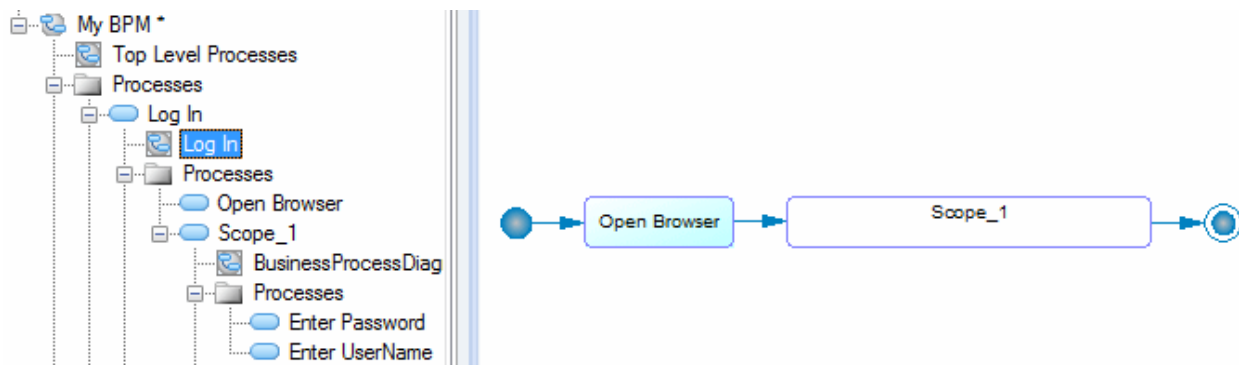 My BPM *
Top Level Processes
Processes
Log In
Log In
Processes
Open Browser
Scope_1
BusinessProcessDiag
Processes
Enter Password
Enter UserName
Open Browser
Scope_1